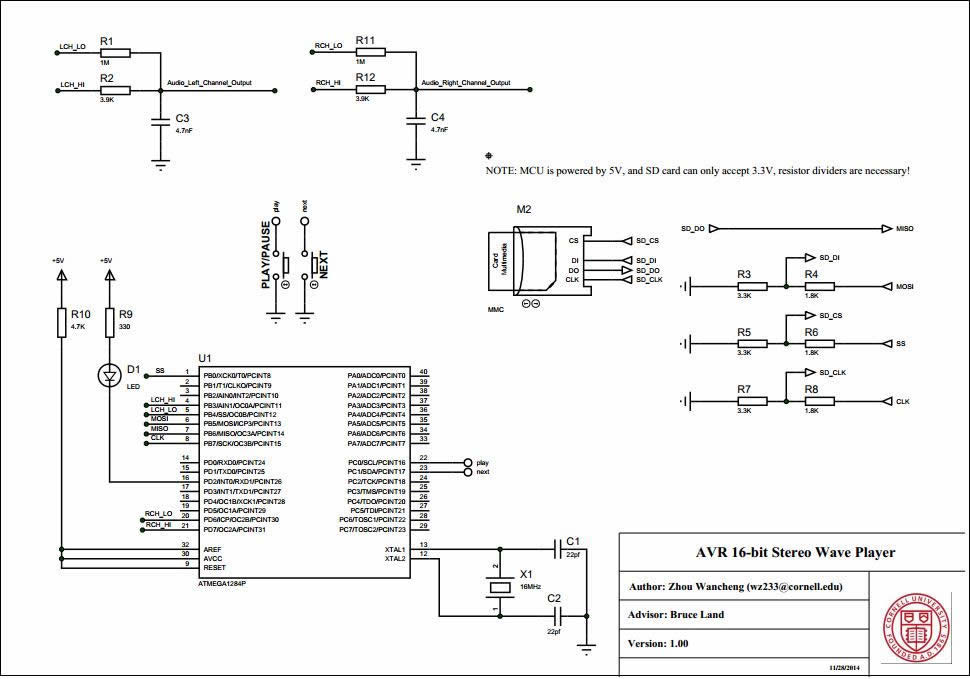 LCH_LO
R1
1M
LCH_HI
R2
3.9K
Audio_Left_Channel_Output
C3
4.7nF
RCH_LO
R11
1M
RCH_HI
R12
3.9K
Audio_Right_Channel_Output
C4
4.7nF
NOTE: MCU is powered by 5V, and SD card can only accept 3.3V, resistor dividers are necessary!
play
next
PLAY/PAUSE
NEXT
M2
Card
Multimedia
CS
DI
DO
CLK
SD_CS
SD_DI
SD_DO
SD_CLK
MMC
SD_DO
MISO
SD_DI
R3
R4
3.3K
1.8K
MOSI
SD_CS
R5
R6
3.3K
1.8K
SS
SD_CLK
R7
R8
3.3K
1.8K
CLK
+5V
+5V
R10
4.7K
R9
330
D1
LED
U1
SS 1 PB0/XCK0/T0/PCINT8
2 PB1/T1/CLKO/PCINT9
3 PB2/AIN0/INT2/PCINT10
LCH_HI 4 PB3/AIN1/OC0A/PCINT11
LCH_LO 5 PB4/SS/OC0B/PCINT12
MOSI 6 PB5/MOSI/ICP3/PCINT13
MISO 7 PB6/MISO/OC3A/PCINT14
CLK 8 PB7/SCK/OC3B/PCINT15
14 PD0/RXD0/PCINT24
15 PD1/TXD0/PCINT25
16 PD2/INT0/RXD1/PCINT26
17 PD3/INT1/TXD1/PCINT27
18 PD4/OC1B/XCK1/PCINT28
19 PD5/OC1A/PCINT29
RCH_LO 20 PD6/ICP/OC2B/PCINT30
RCH_HI 21 PD7/OC2A/PCINT31
32 AREF
30 AVCC
9 RESET
PA0/ADC0/PCINT0 40
PA1/ADC1/PCINT1 39
PA2/ADC2/PCINT2 38
PA3/ADC3/PCINT3 37
PA4/ADC4/PCINT4 36
PA5/ADC5/PCINT5 35
PA6/ADC6/PCINT6 34
PA7/ADC7/PCINT7 33
PC0/SCL/PCINT16 22 play
PC1/SDA/PCINT17 23 next
PC2/TCK/PCINT18 24
PC3/TMS/PCINT19 25
PC4/TDO/PCINT20 26
PC5/TDI/PCINT21 27
PC6/TOSC1/PCINT22 28
PC7/TOSC2/PCINT23 29
XTAL1 13
XTAL2 12
ATMEGA1284P
C1
22pf
2
X1
16MHz
1
C2
22pf
AVR 16-bit Stereo Wave Player
Author: Zhou Wancheng (wz233@cornell.edu)
Advisor: Bruce Land
Version: 1.00
11/28/2014
CORNELL UNIVERSITY
FOUNDED A.D. 1865